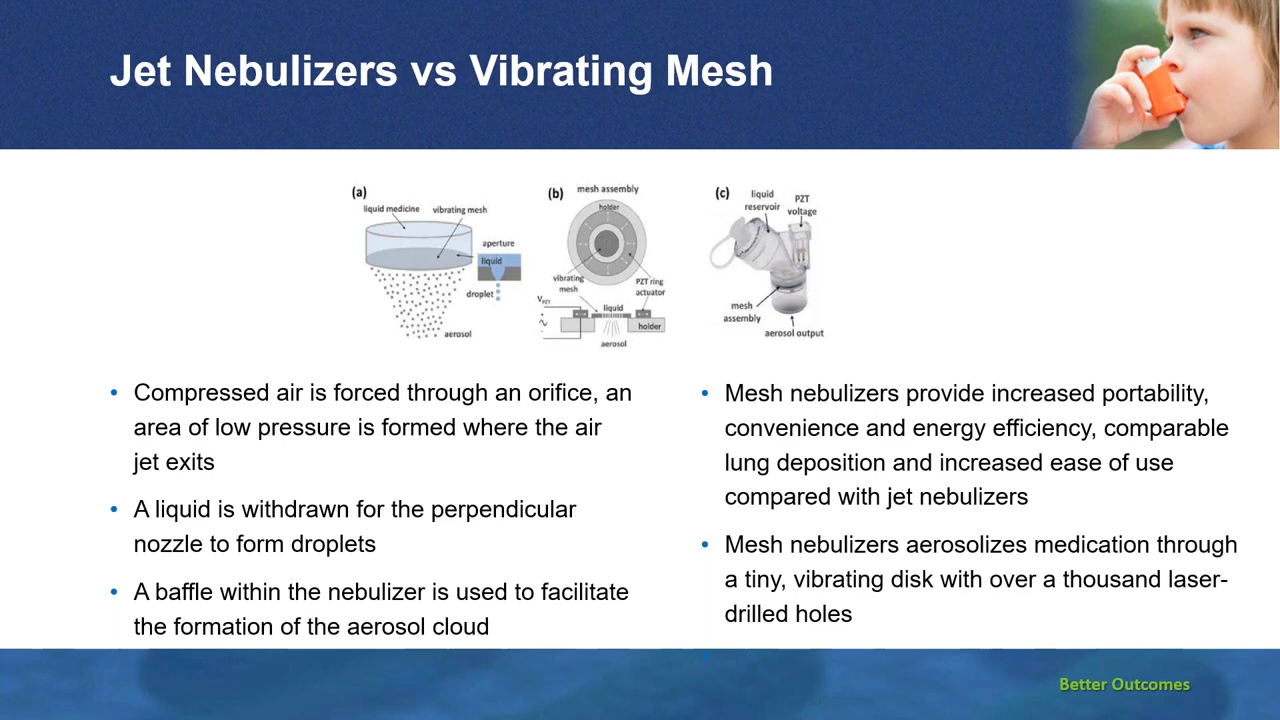 Jet Nebulizers vs Vibrating Mesh
(a)
liquid medicine
vibrating mesh
aperture
liquid
droplet
aerosol
(b)
mesh assembly
holder
vibrating
mesh
PZT ring
actuator
VPZT
liquid
holder
aerosol
(c)
liquid
reservoir
PZT
voltage
mesh
assembly
aerosol output
• Compressed air is forced through an orifice, an
area of low pressure is formed where the air
jet exits
• A liquid is withdrawn for the perpendicular
nozzle to form droplets
• A baffle within the nebulizer is used to facilitate
the formation of the aerosol cloud
• Mesh nebulizers provide increased portability,
convenience and energy efficiency, comparable
lung deposition and increased ease of use
compared with jet nebulizers
• Mesh nebulizers aerosolizes medication through
a tiny, vibrating disk with over a thousand laser-
drilled holes
Better Outcomes